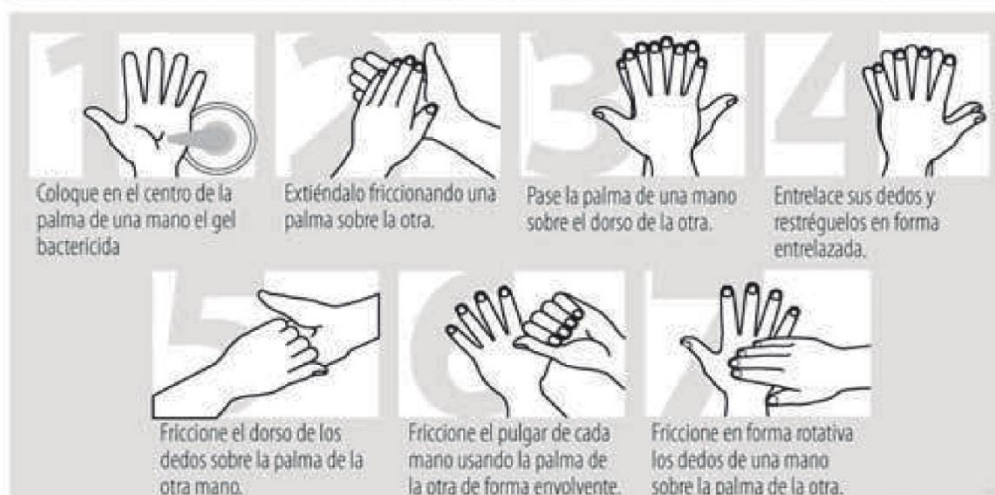 1
2
3
4
Coloque en el centro de la
palma de una mano el gel
bactericida
Extiéndalo friccionando una
palma sobre la otra.
Pase la palma de una mano
sobre el dorso de la otra.
Entrelace sus dedos y
restréguelos en forma
entrelazada.
5
6
7
Friccione el dorso de los
dedos sobre la palma de la
otra mano.
Friccione el pulgar de cada
mano usando la palma de
la otra de forma envolvente.
Friccione en forma rotativa
los dedos de una mano
sobre la palma de la otra.